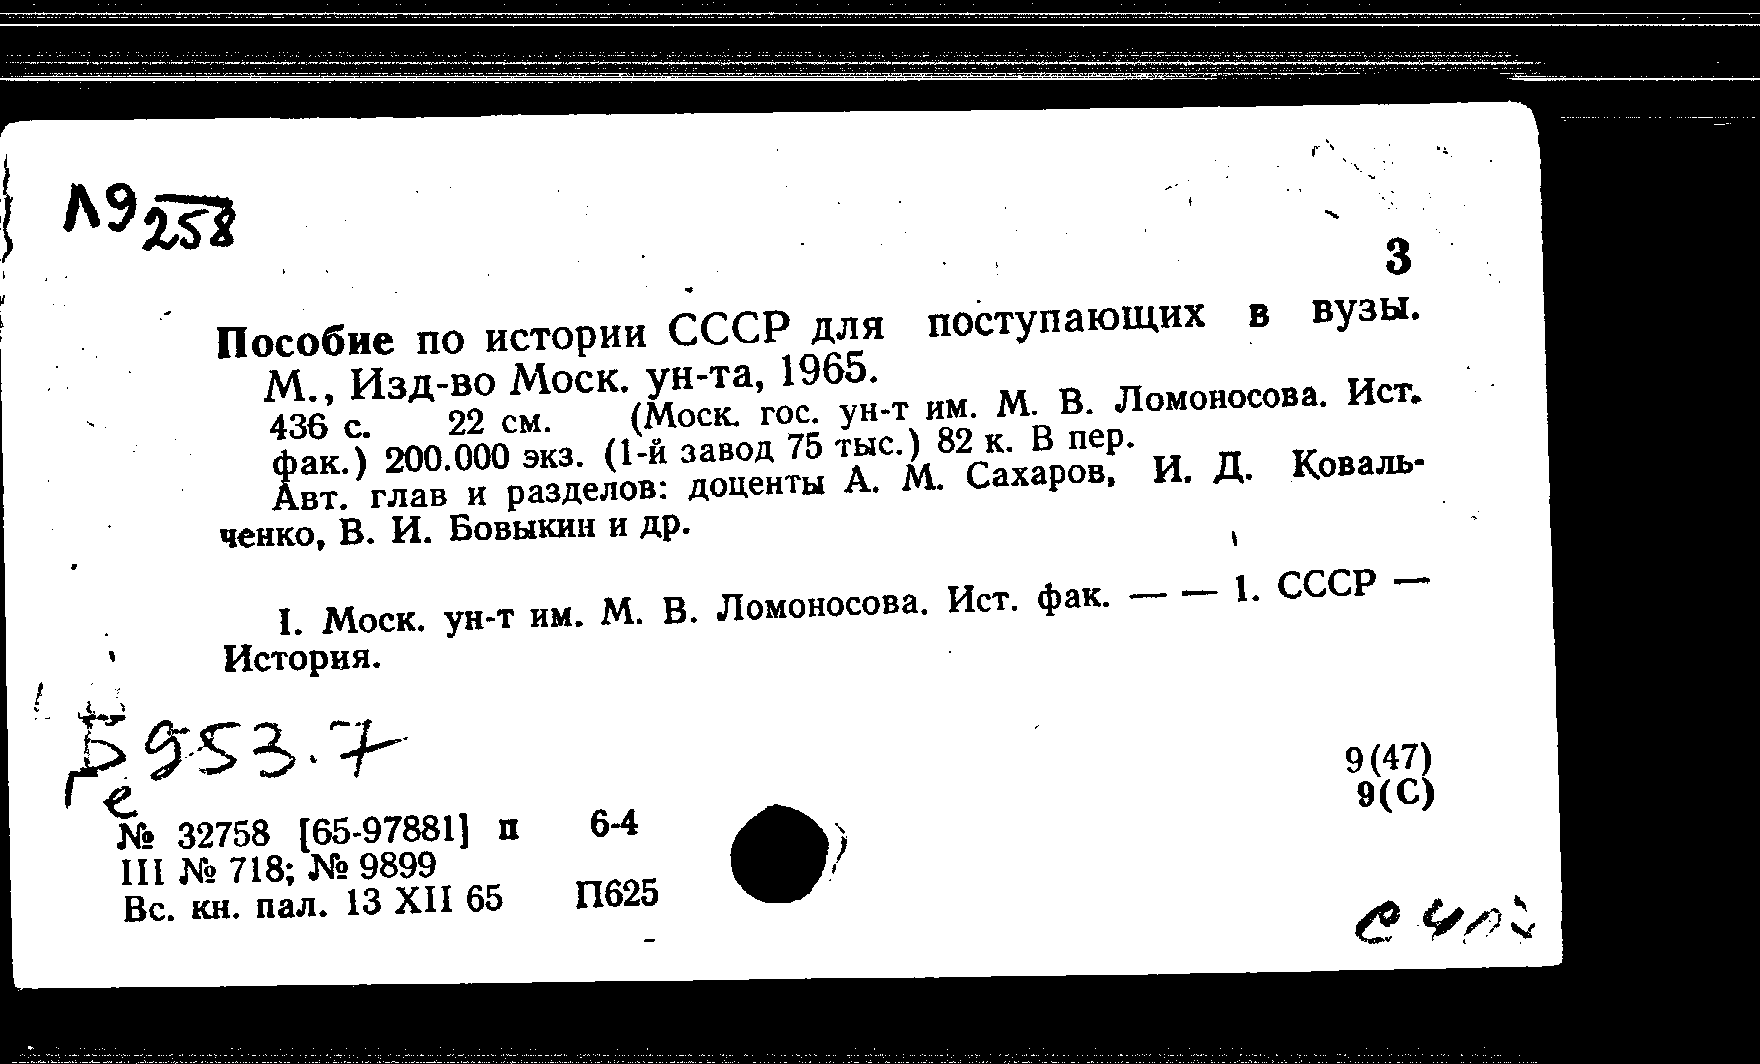 Л9 258
3
Пособие по истории СССР для поступающих в вузы.
М., Изд-во Моск. ун-та, 1965.
436 с. 22 см. (Моск. гос. ун-т им. М. В. Ломоносова. Ист.
фак.) 200.000 экз. (1-й завод 75 тыс.) 82 к. В пер.
Авт. глав и разделов: доценты А. М. Сахаров, И. Д. Коваль-
ченко, В. И. Бовыкин и др.
I. Моск. ун-т им. М. В. Ломоносова. Ист. фак. — — 1. СССР —
История.
Б 953.7
Ге
9(47)
9(С)
№ 32758 [65-97881] п 6-4
III № 718; № 9899
Вс. кн. пал. 13 XII 65 П625